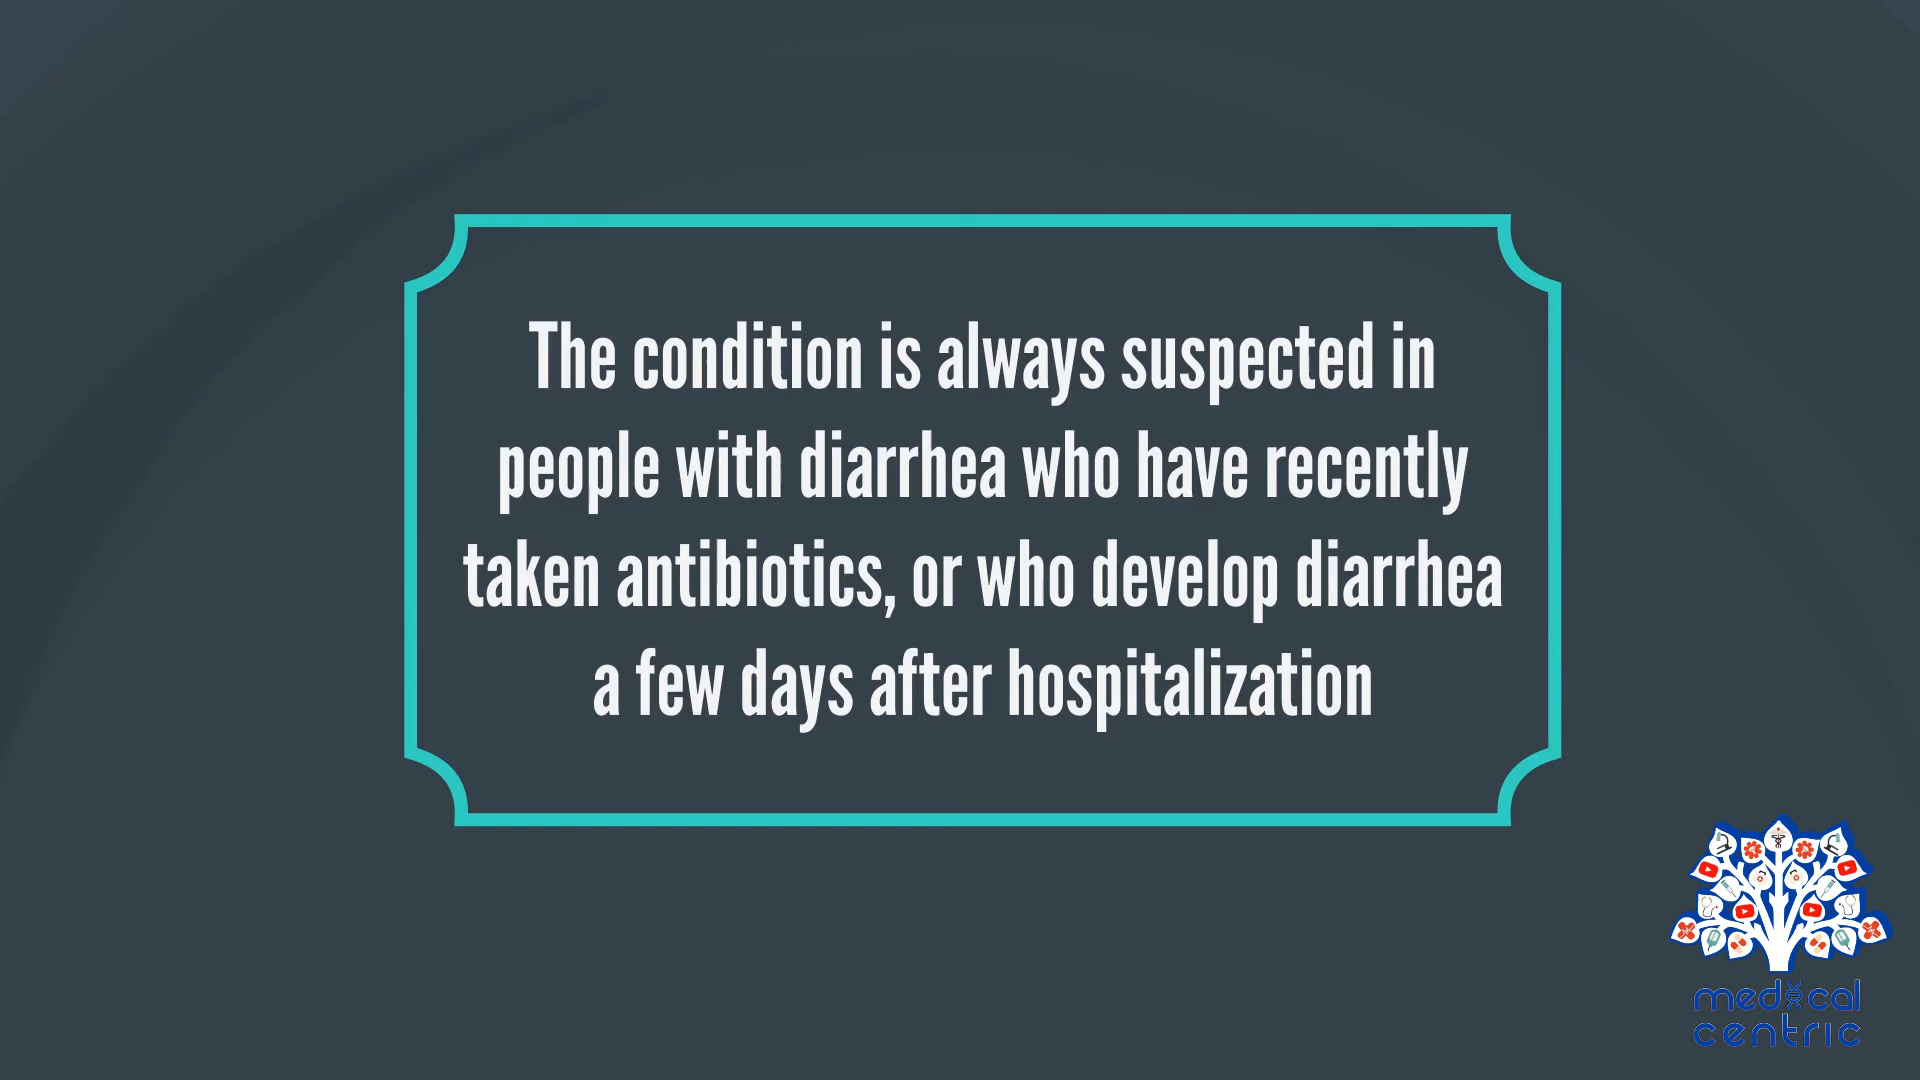 The condition is always suspected in
people with diarrhea who have recently
taken antibiotics, or who develop diarrhea
a few days after hospitalization
medical
centric